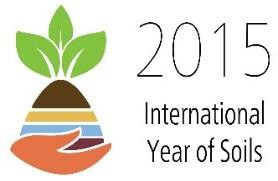 2015
International
Year of Soils